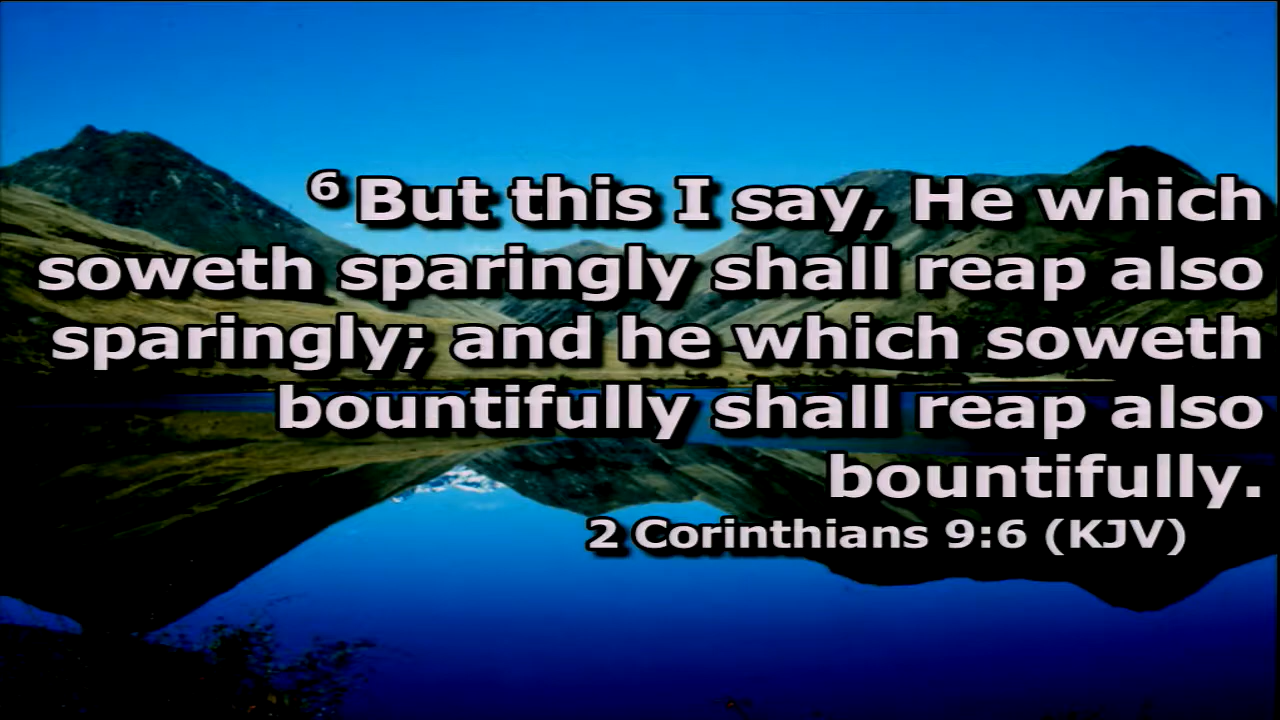 ⁶ But this I say, He which
soweth sparingly shall reap also
sparingly; and he which soweth
bountifully shall reap also
bountifully.
2 Corinthians 9:6 (KJV)